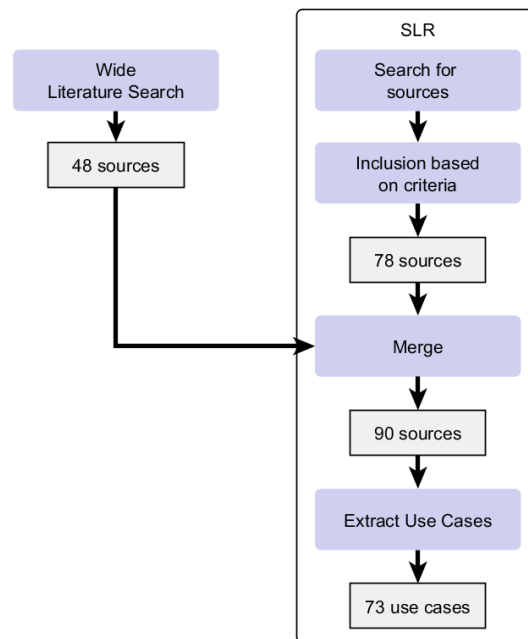 SLR
Wide
Literature Search
48 sources
Search for
sources
Inclusion based
on criteria
78 sources
Merge
90 sources
Extract Use Cases
73 use cases